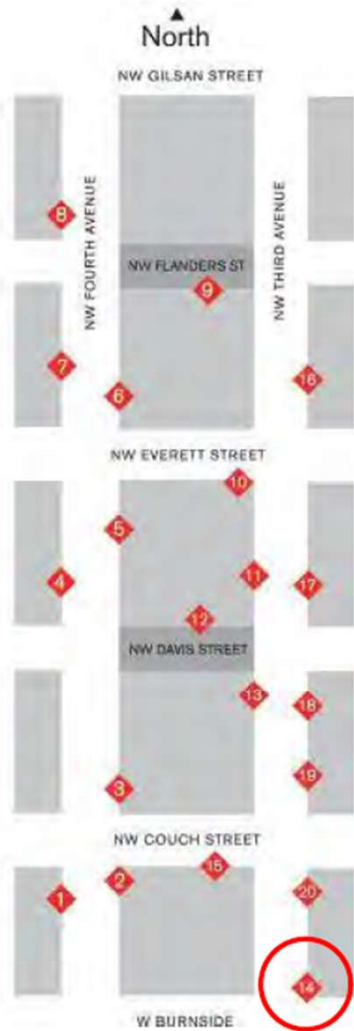 North
NW GILSAN STREET
NW FOURTH AVENUE
NW THIRD AVENUE
8
NW FLANDERS ST
9
7
16
6
NW EVERETT STREET
10
5
11
4
17
12
NW DAVIS STREET
13
18
19
3
NW COUCH STREET
15
2
20
1
14
W BURNSIDE